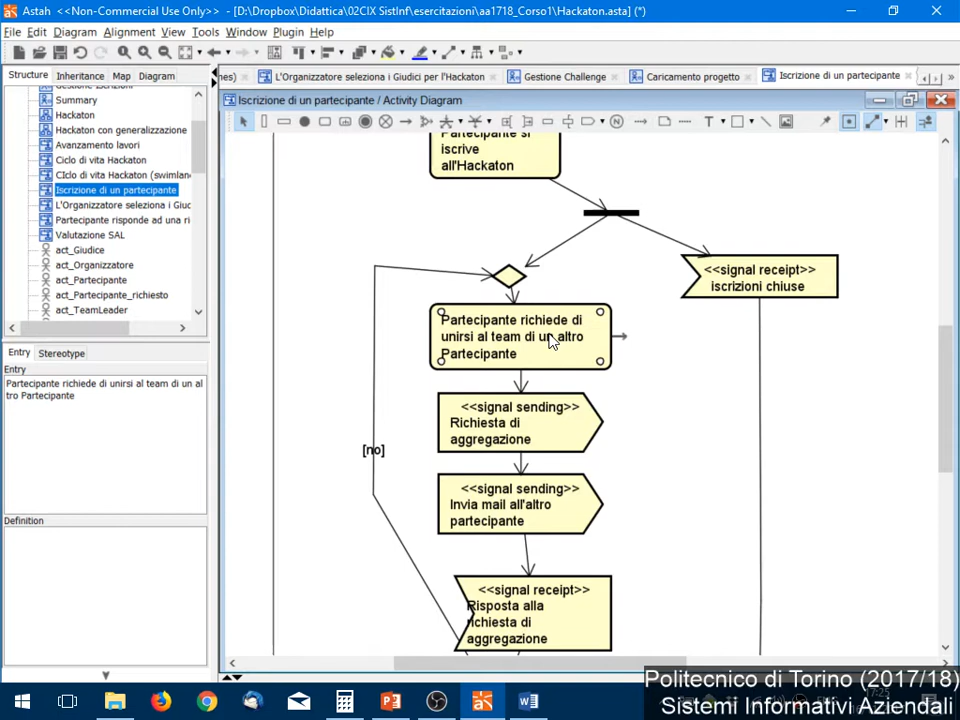 Astah <<Non-Commercial Use Only>> - [D:\Dropbox\Didattica\02CIX SistInf\esercitazioni\aa1718_Corso1\Hackaton.asta] (*)
File Edit Diagram Alignment View Tools Window Plugin Help
Structure Inheritance Map Diagram
nes) L'Organizzatore seleziona i Giudici per l'Hackaton Gestione Challenge Caricamento progetto Iscrizione di un partecipante
Summary
Hackaton
Hackaton con generalizzazione
Avanzamento lavori
Ciclo di vita Hackaton
CIclo di vita Hackaton (swimlan
Iscrizione di un partecipante
L'Organizzatore seleziona i Giud
Partecipante risponde ad una ri
Valutazione SAL
act_Giudice
act_Organizzatore
act_Partecipante
act_Partecipante_richiesto
act_TeamLeader
Entry Stereotype
Entry
Partecipante richiede di unirsi al team di un al
tro Partecipante
Definition
Iscrizione di un partecipante / Activity Diagram
Partecipante si
iscrive
all'Hackaton
<<signal receipt>>
iscrizioni chiuse
Partecipante richiede di
unirsi al team di un altro
Partecipante
<<signal sending>>
Richiesta di
aggregazione
[no]
<<signal sending>>
Invia mail all'altro
partecipante
<<signal receipt>>
Risposta alla
richiesta di
aggregazione
Politecnico di Torino (2017/18)
17:25
Sistemi Informativi Aziendali